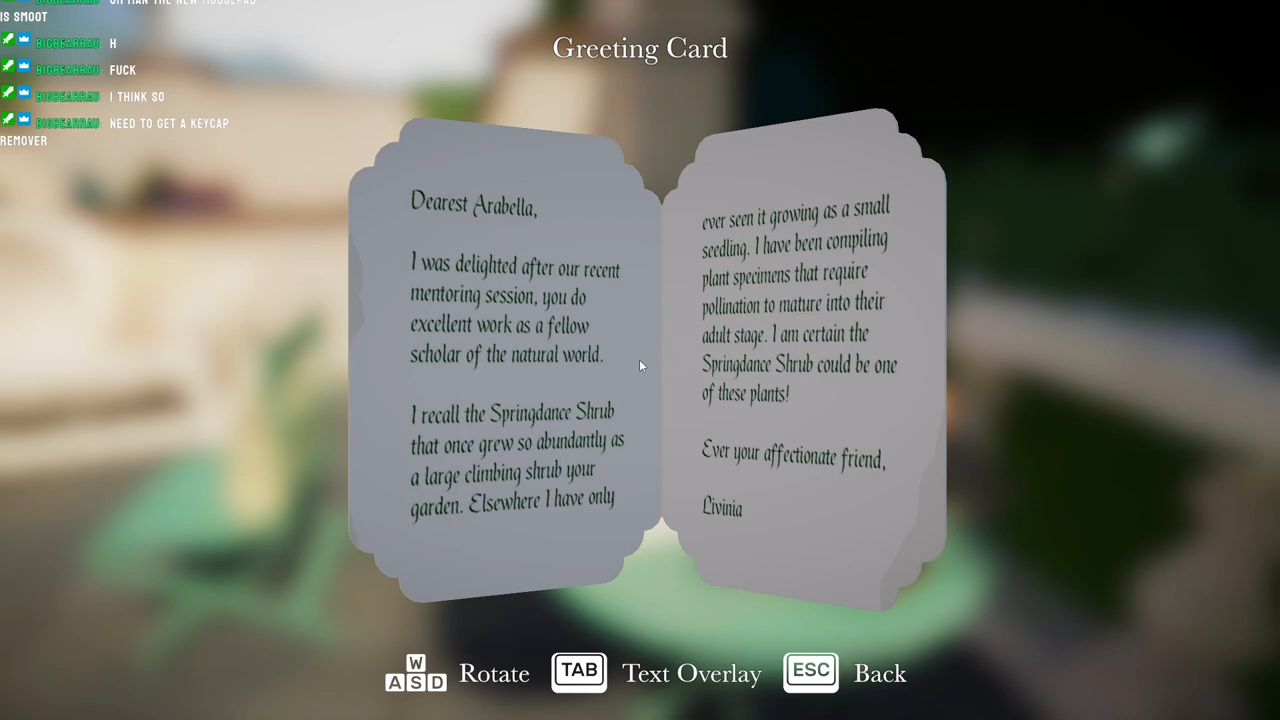 IS SMOOT
BIGBEARRAU H
BIGBEARRAU FUCK
BIGBEARRAU I THINK SO
BIGBEARRAU NEED TO GET A KEYCAP
REMOVER
Greeting Card
Dearest Arabella,
I was delighted after our recent
mentoring session, you do
excellent work as a fellow
scholar of the natural world.
I recall the Springdance Shrub
that once grew so abundantly as
a large climbing shrub your
garden. Elsewhere I have only
ever seen it growing as a small
seedling. I have been compiling
plant specimens that require
pollination to mature into their
adult stage. I am certain the
Springdance Shrub could be one
of these plants!
Ever your affectionate friend,
Livinia
W
A S D Rotate TAB Text Overlay ESC Back